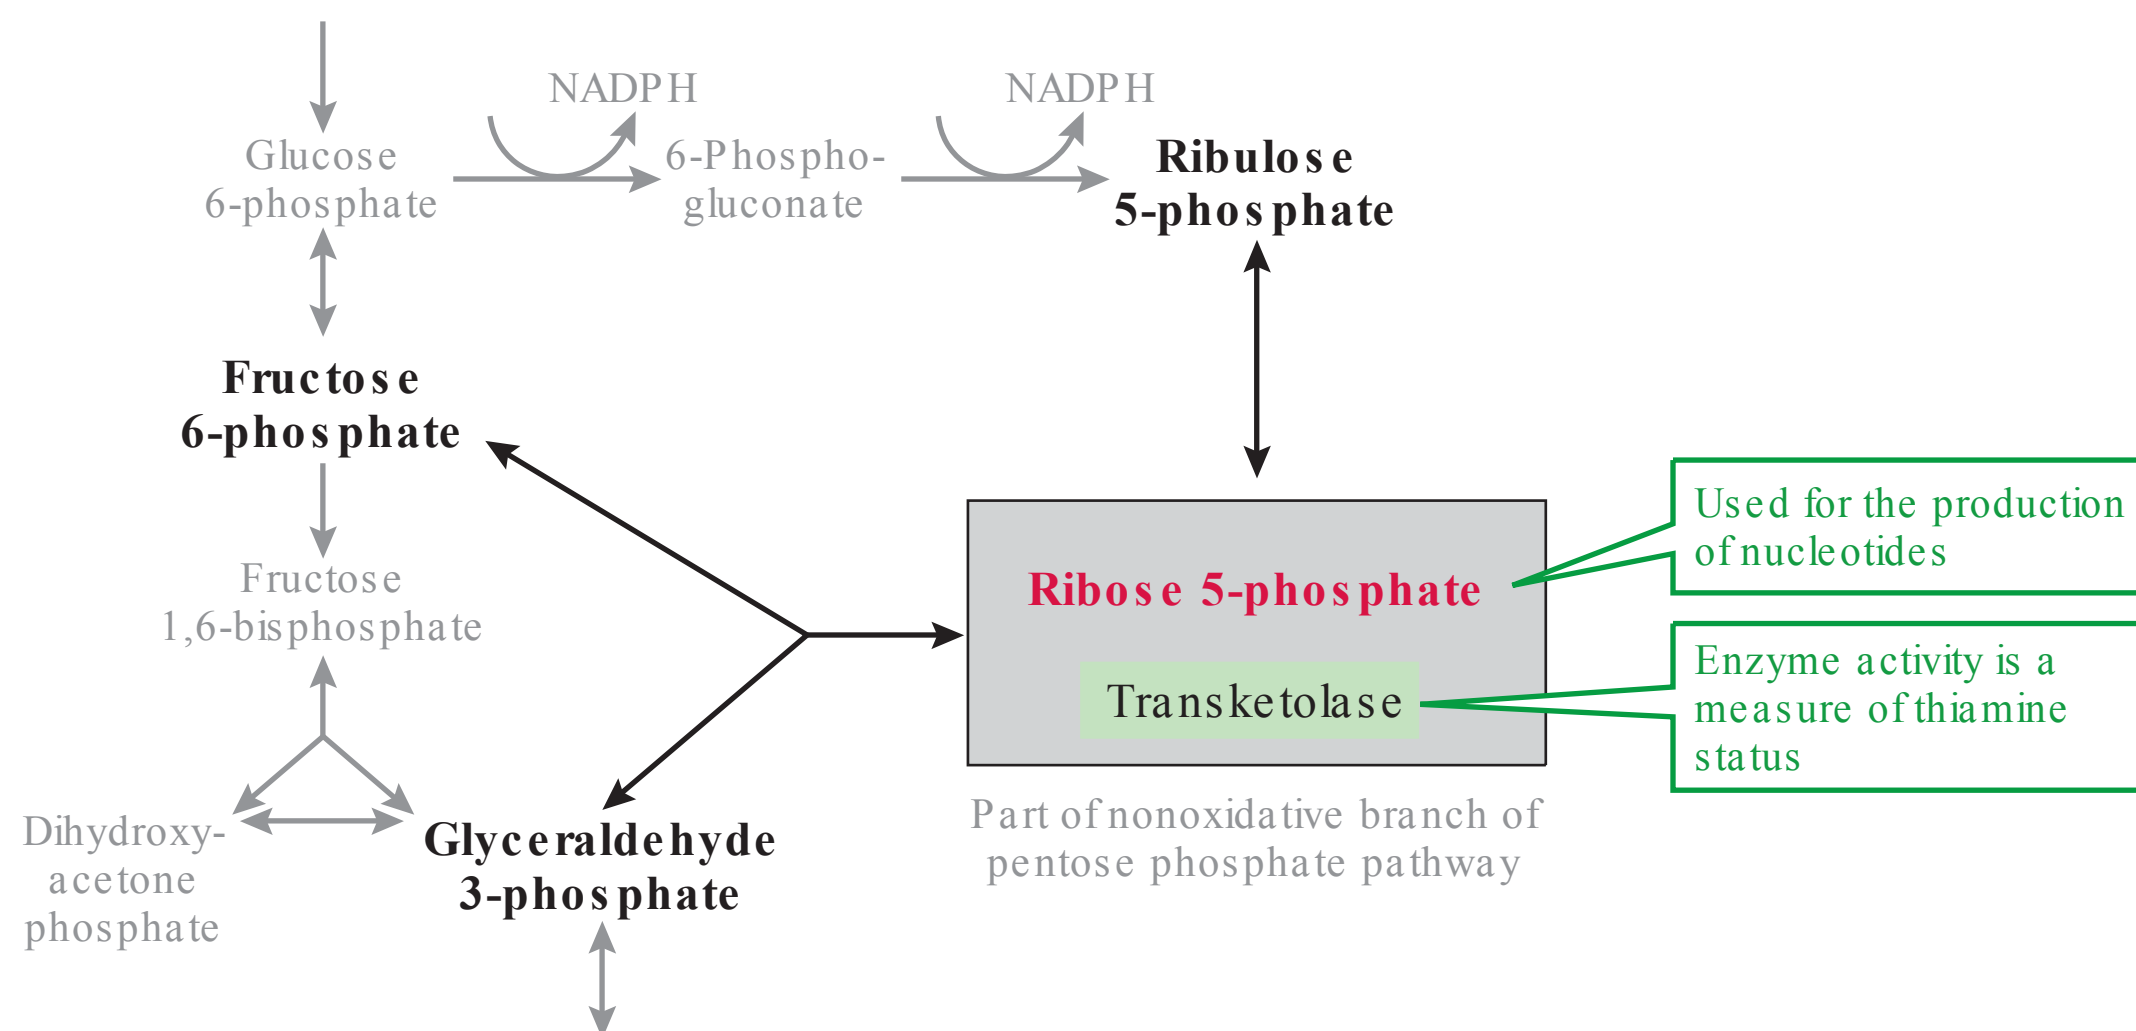 NADPH
NADPH
Glucose
6-phosphate
6-Phospho-
gluconate
Ribulose
5-phosphate
Fructose
6-phosphate
Used for the production
of nucleotides
Ribose 5-phosphate
Fructose
1,6-bisphosphate
Transketolase
Enzyme activity is a
measure of thiamine
status
Dihydroxy-
acetone
phosphate
Glyceraldehyde
3-phosphate
Part of nonoxidative branch of
pentose phosphate pathway